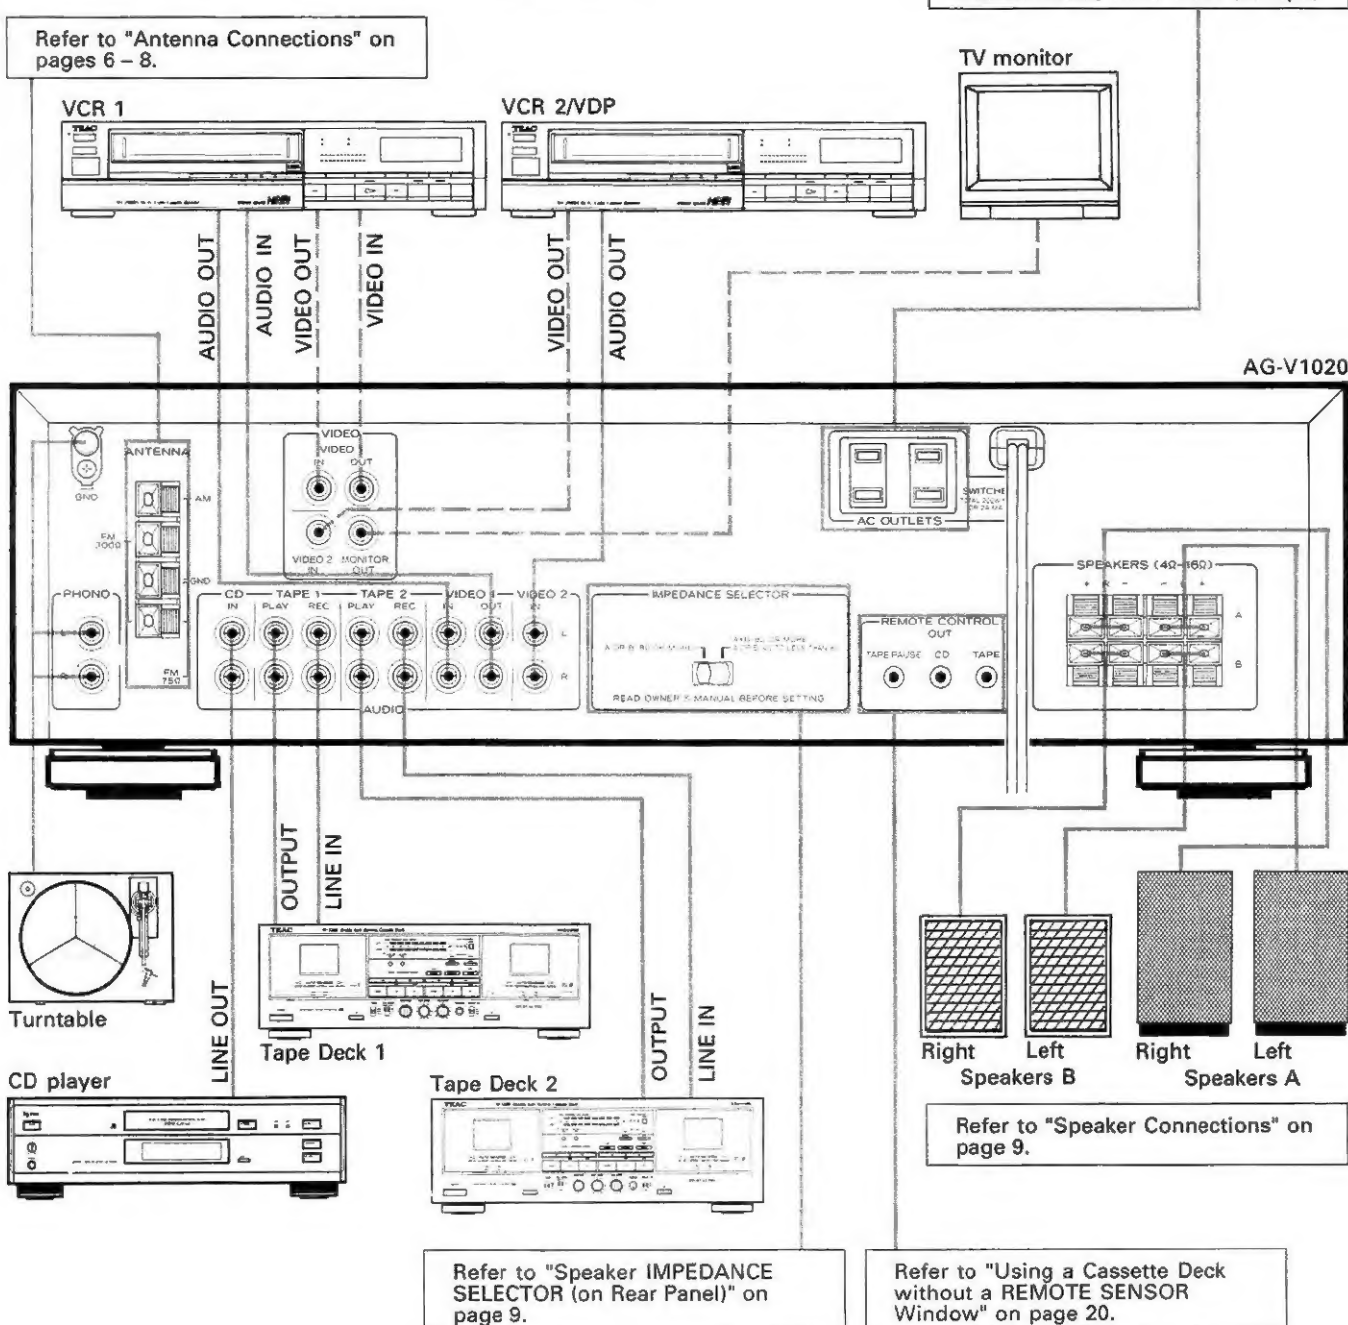 Refer to "Antenna Connections" on
pages 6 – 8.
TV monitor
VCR 1
VCR 2/VDP
TEAC
TEAC
AUDIO OUT
AUDIO IN
VIDEO OUT
VIDEO IN
VIDEO OUT
AUDIO OUT
AG-V1020
ANTENNA
GND
AM
FM
300Ω
GND
FM
75Ω
VIDEO
VIDEO
IN
OUT
VIDEO 2
IN
MONITOR
OUT
AC OUTLETS
PHONO
L
R
CD
IN
TAPE 1
PLAY
REC
TAPE 2
PLAY
REC
VIDEO 1
IN
OUT
VIDEO 2
IN
L
R
AUDIO
IMPEDANCE SELECTOR
READ OWNER'S MANUAL BEFORE SETTING
REMOTE CONTROL
OUT
TAPE PAUSE
CD
TAPE
SPEAKERS (4Ω-16Ω)
+ R − − L +
A
B
OUTPUT
LINE IN
LINE OUT
OUTPUT
LINE IN
Turntable
TEAC
Tape Deck 1
CD player
Tape Deck 2
TEAC
Right
Left
Speakers B
Right
Left
Speakers A
Refer to "Speaker Connections" on
page 9.
Refer to "Speaker IMPEDANCE
SELECTOR (on Rear Panel)" on
page 9.
Refer to "Using a Cassette Deck
without a REMOTE SENSOR
Window" on page 20.